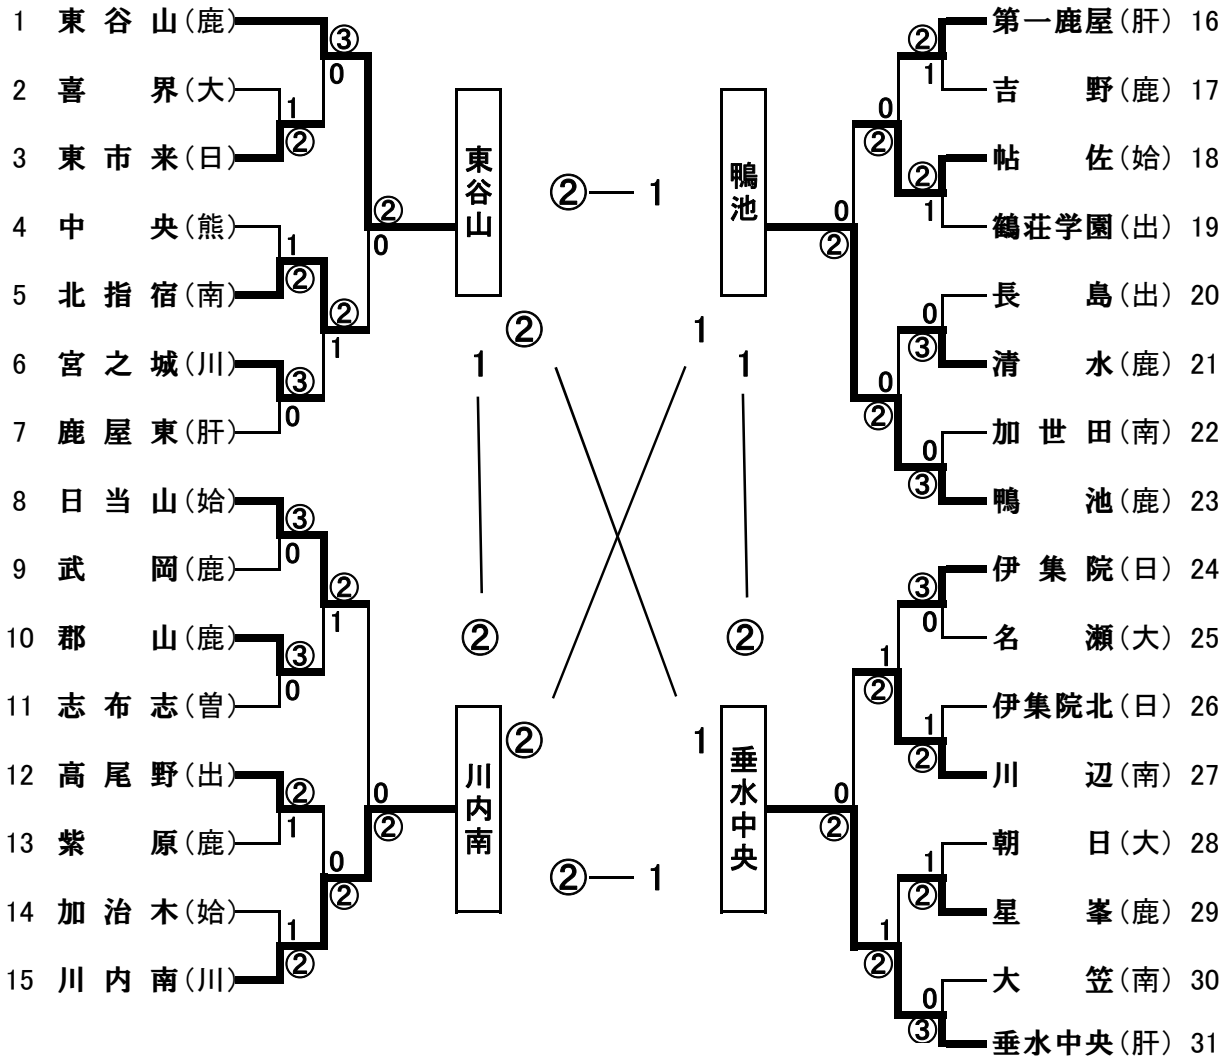 1 東谷山(鹿)
2 喜界(大)
3 東市来(日)
4 中央(熊)
5 北指宿(南)
6 宮之城(川)
7 鹿屋東(肝)
8 日当山(姶)
9 武岡(鹿)
10 郡山(鹿)
11 志布志(曽)
12 高尾野(出)
13 紫原(鹿)
14 加治木(姶)
15 川内南(川)
③
0
1
②
1
②
③
0
②
1
②
0
③
0
③
0
②
1
②
1
1
②
0
②
0
②
東谷山
川内南
②—1
②
1
1
1
②
②
②
1
②—1
鴨池
垂水中央
0
②
0
②
②
1
②
1
0
②
0
③
0
③
0
②
1
②
③
0
1
②
1
②
1
②
0
③
第一鹿屋(肝) 16
吉野(鹿) 17
帖佐(姶) 18
鶴荘学園(出) 19
長島(出) 20
清水(鹿) 21
加世田(南) 22
鴨池(鹿) 23
伊集院(日) 24
名瀬(大) 25
伊集院北(日) 26
川辺(南) 27
朝日(大) 28
星峯(鹿) 29
大笠(南) 30
垂水中央(肝) 31